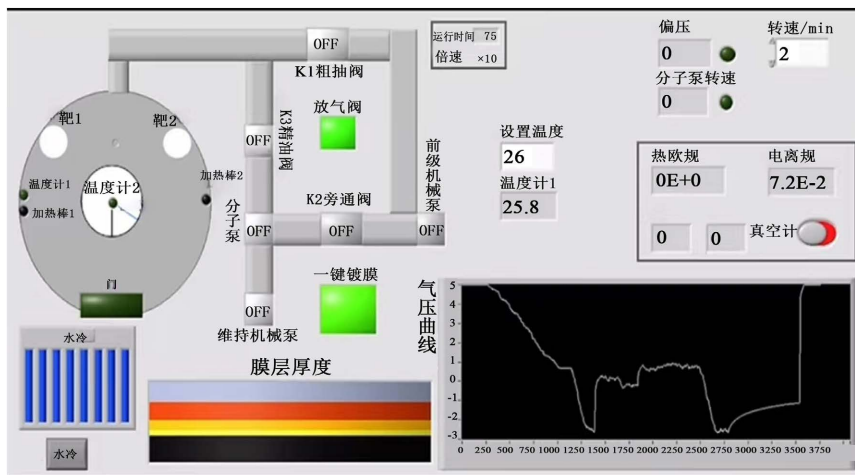 运行时间 75
倍速 ×10
偏压
0
转速/min
2
分子泵转速
0
OFF
K1粗抽阀
靶1
靶2
K3精油阀
OFF
放气阀
前级机械泵
设置温度
26
温度计1
25.8
热欧规
0E+0
电离规
7.2E-2
0
0
真空计
温度计1
加热棒1
温度计2
加热棒2
分子泵
K2旁通阀
OFF
OFF
OFF
门
一键镀膜
OFF
维持机械泵
水冷
水冷
膜层厚度
气压曲线
5
4
3
2
1
0
-1
-2
-3
0 250 500 750 1000 1250 1500 1750 2000 2250 2500 2750 3000 3250 3500 3750